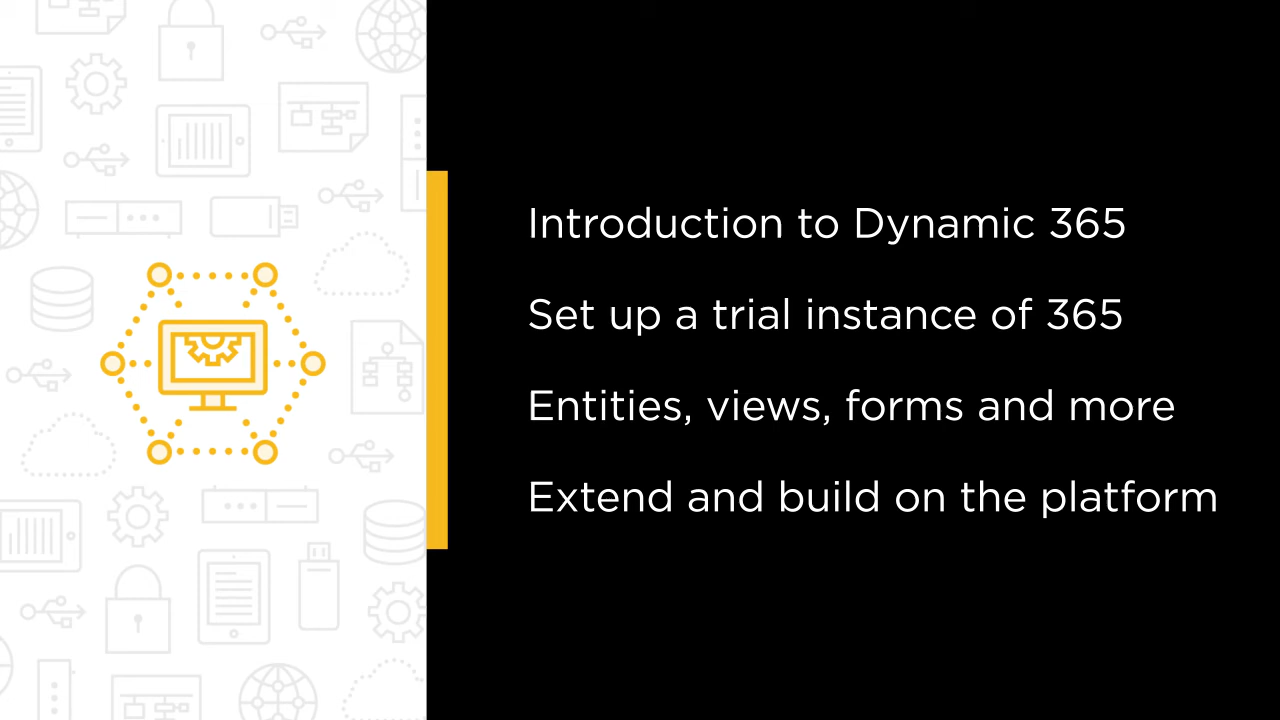 Introduction to Dynamic 365
Set up a trial instance of 365
Entities, views, forms and more
Extend and build on the platform